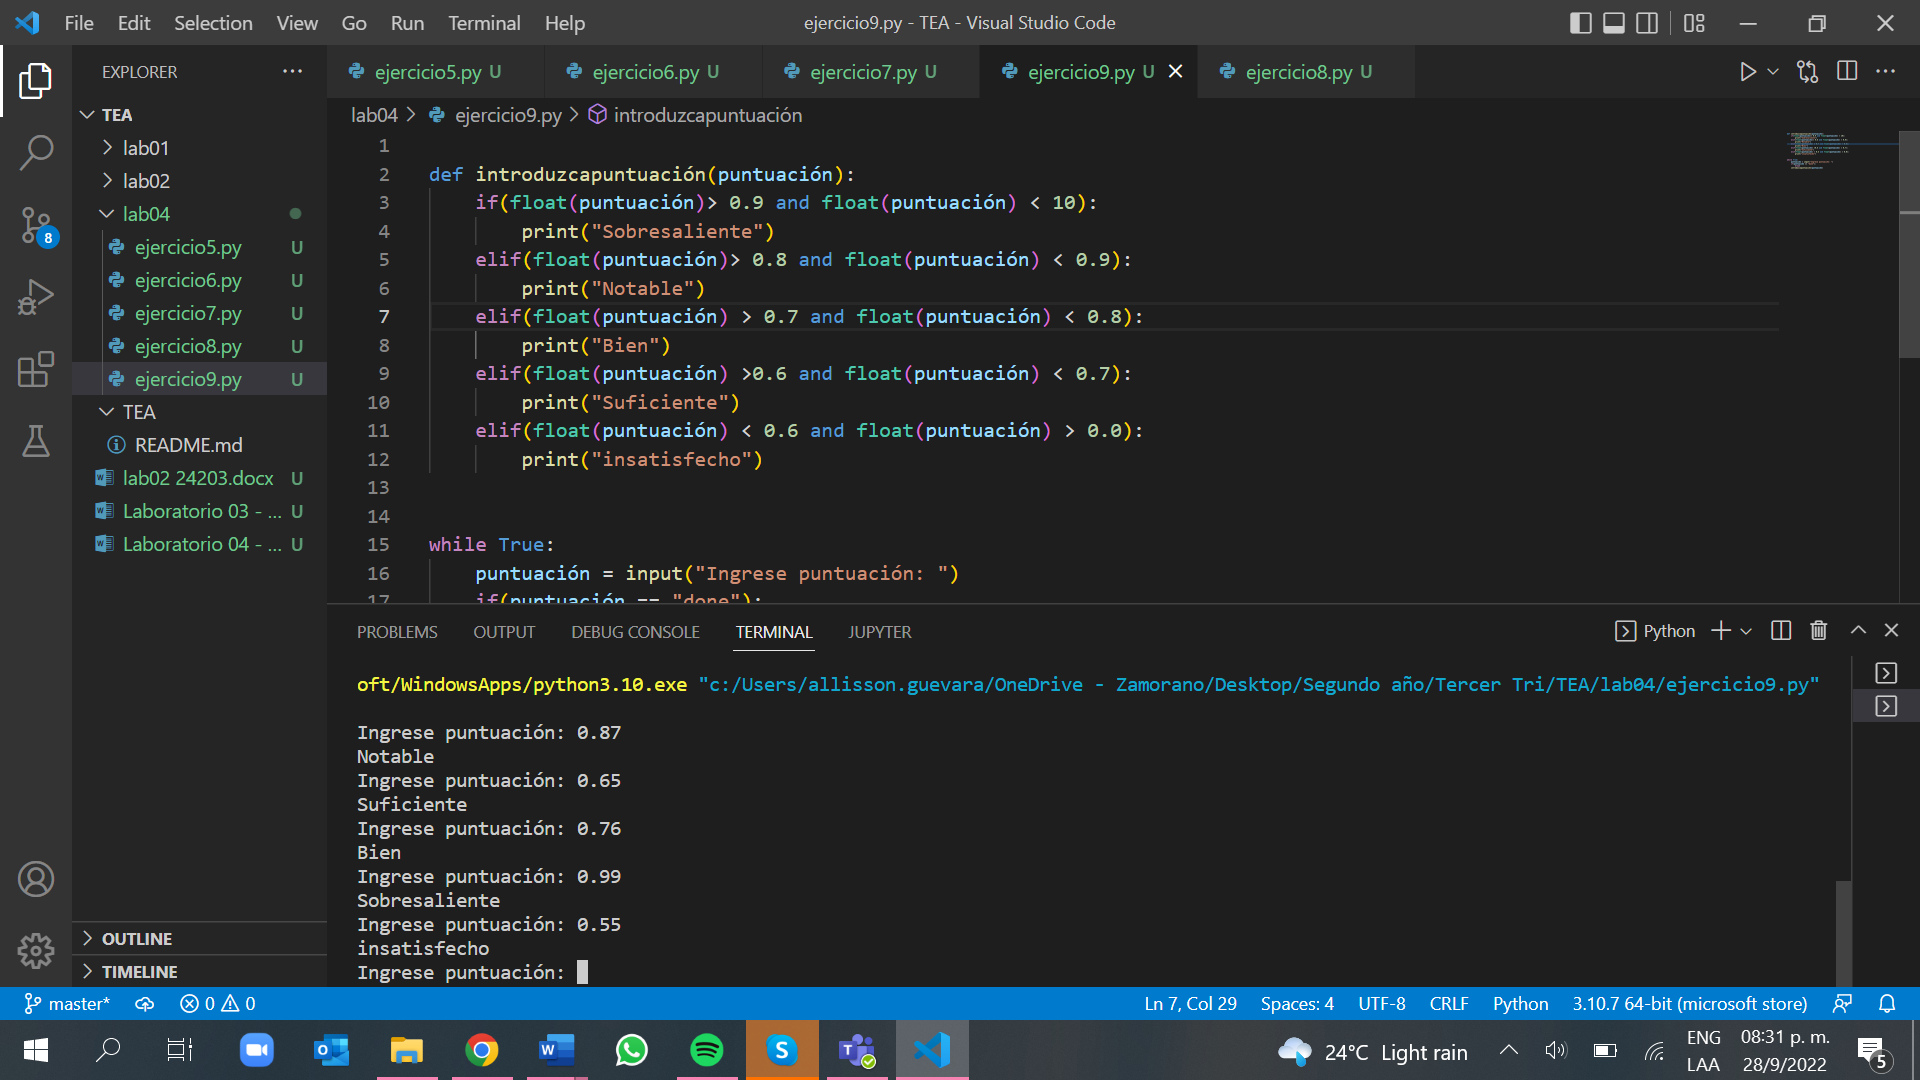 File Edit Selection View Go Run Terminal Help
ejercicio9.py - TEA - Visual Studio Code
EXPLORER
ejercicio5.py U
ejercicio6.py U
ejercicio7.py U
ejercicio9.py U
ejercicio8.py U
TEA
lab01
lab02
lab04
ejercicio5.py U
ejercicio6.py U
ejercicio7.py U
ejercicio8.py U
ejercicio9.py U
TEA
README.md
lab02 24203.docx U
Laboratorio 03 - ... U
Laboratorio 04 - ... U
OUTLINE
TIMELINE
8
lab04 > ejercicio9.py > introduzcapuntuación
1
2 def introduzcapuntuación(puntuación):
3 if(float(puntuación)> 0.9 and float(puntuación) < 10):
4 print("Sobresaliente")
5 elif(float(puntuación)> 0.8 and float(puntuación) < 0.9):
6 print("Notable")
7 elif(float(puntuación) > 0.7 and float(puntuación) < 0.8):
8 print("Bien")
9 elif(float(puntuación) >0.6 and float(puntuación) < 0.7):
10 print("Suficiente")
11 elif(float(puntuación) < 0.6 and float(puntuación) > 0.0):
12 print("insatisfecho")
13
14
15 while True:
16 puntuación = input("Ingrese puntuación: ")
17 if(puntuación == "done"):
PROBLEMS OUTPUT DEBUG CONSOLE TERMINAL JUPYTER
Python
oft/WindowsApps/python3.10.exe "c:/Users/allisson.guevara/OneDrive - Zamorano/Desktop/Segundo año/Tercer Tri/TEA/lab04/ejercicio9.py"
Ingrese puntuación: 0.87
Notable
Ingrese puntuación: 0.65
Suficiente
Ingrese puntuación: 0.76
Bien
Ingrese puntuación: 0.99
Sobresaliente
Ingrese puntuación: 0.55
insatisfecho
Ingrese puntuación:
master* 0 0
Ln 7, Col 29 Spaces: 4 UTF-8 CRLF Python 3.10.7 64-bit (microsoft store)
24°C Light rain
ENG
LAA
08:31 p. m.
28/9/2022
5